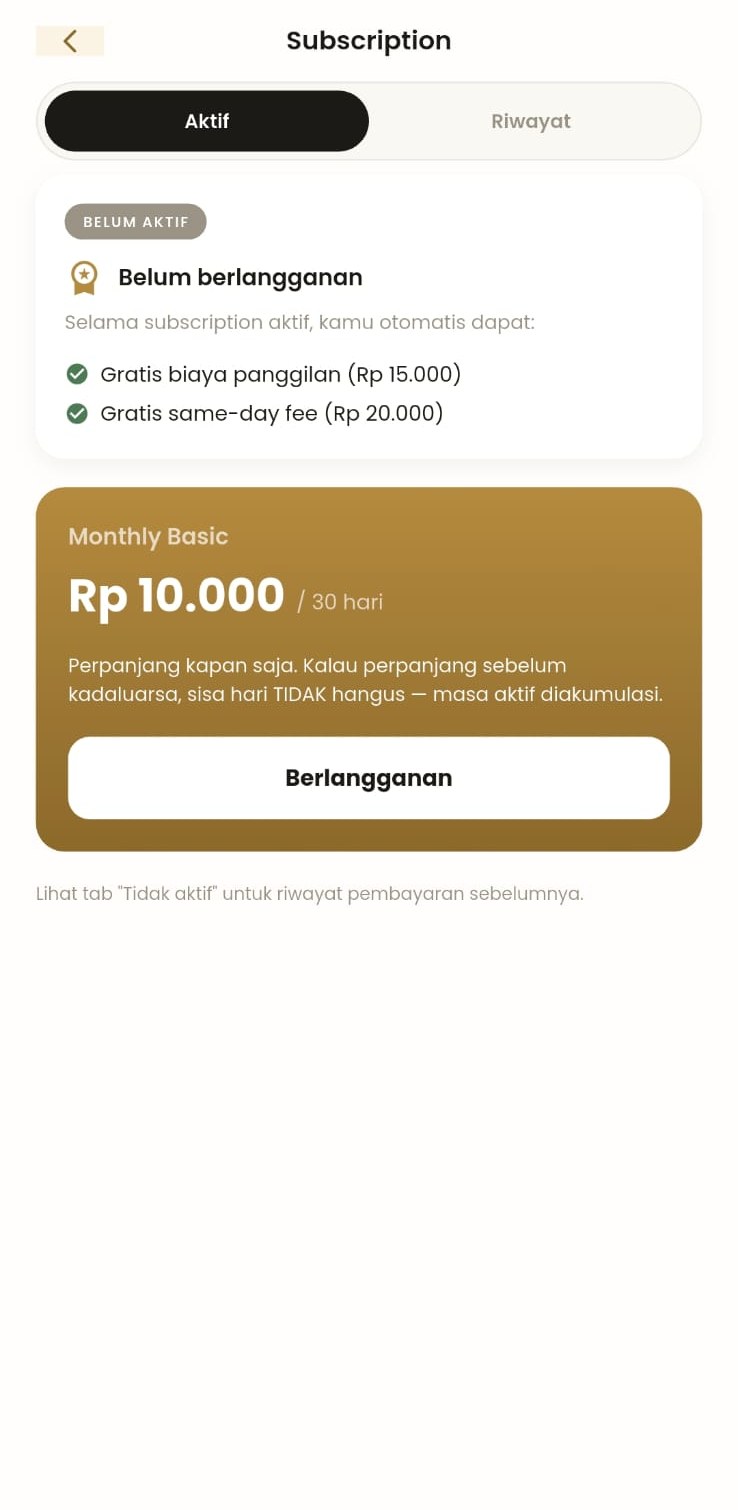 Subscription
Aktif
Riwayat
BELUM AKTIF
Belum berlangganan
Selama subscription aktif, kamu otomatis dapat:
Gratis biaya panggilan (Rp 15.000)
Gratis same-day fee (Rp 20.000)
Monthly Basic
Rp 10.000 / 30 hari
Perpanjang kapan saja. Kalau perpanjang sebelum
kadaluarsa, sisa hari TIDAK hangus — masa aktif diakumulasi.
Berlangganan
Lihat tab "Tidak aktif" untuk riwayat pembayaran sebelumnya.